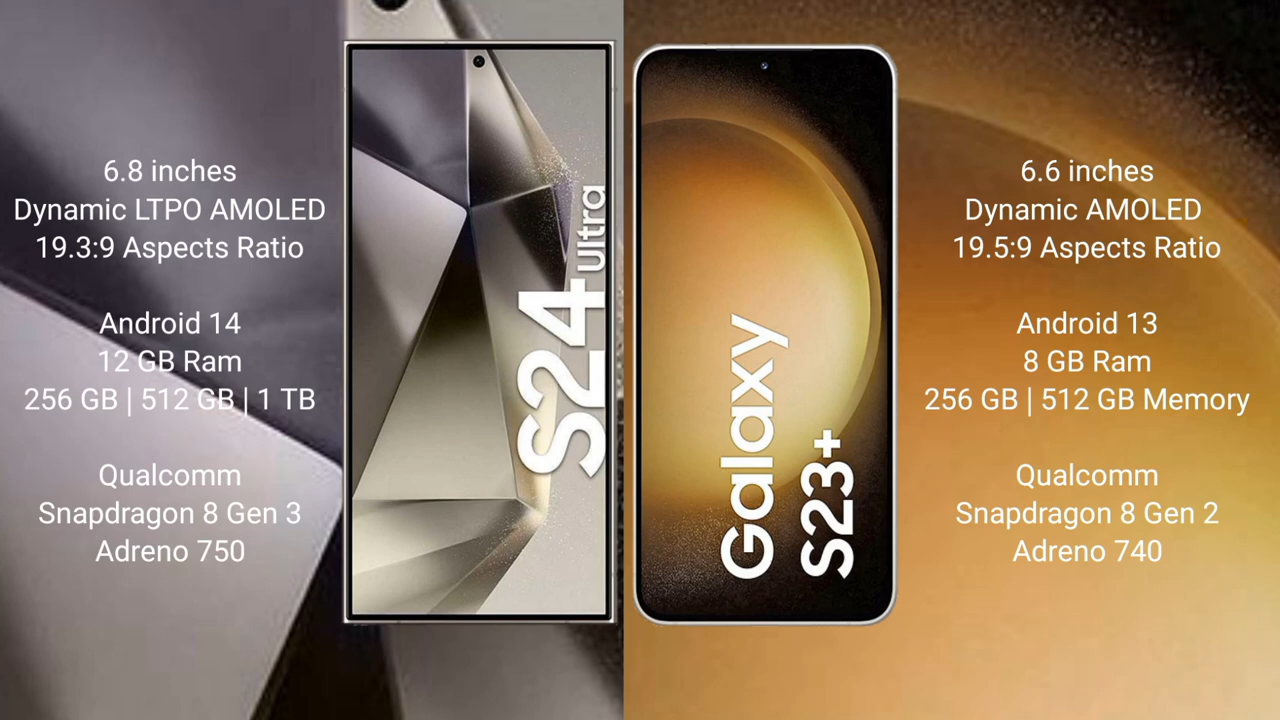 6.8 inches
Dynamic LTPO AMOLED
19.3:9 Aspects Ratio
Android 14
12 GB Ram
256 GB | 512 GB | 1 TB
Qualcomm
Snapdragon 8 Gen 3
Adreno 750
S24 ultra
Galaxy
S23+
6.6 inches
Dynamic AMOLED
19.5:9 Aspects Ratio
Android 13
8 GB Ram
256 GB | 512 GB Memory
Qualcomm
Snapdragon 8 Gen 2
Adreno 740